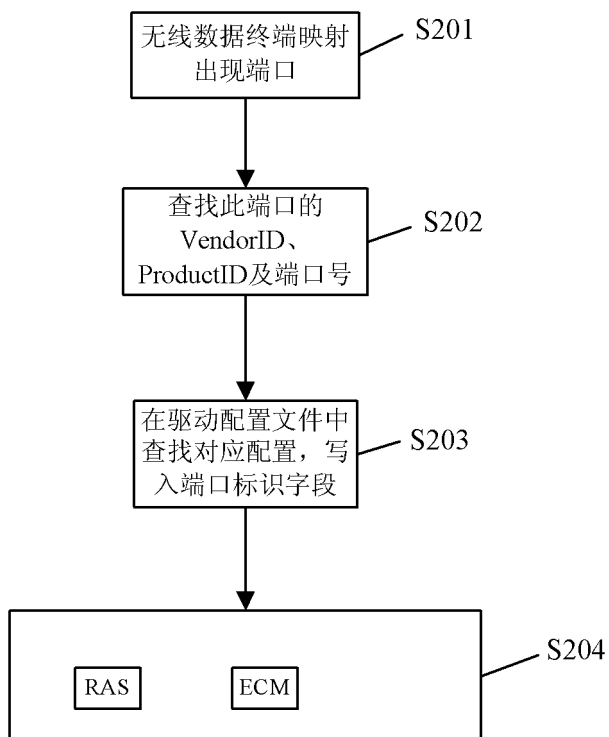 无线数据终端映射
出现端口
S201
查找此端口的
VendorID、
ProductID及端口号
S202
在驱动配置文件中
查找对应配置，写
入端口标识字段
S203
RAS
ECM
S204